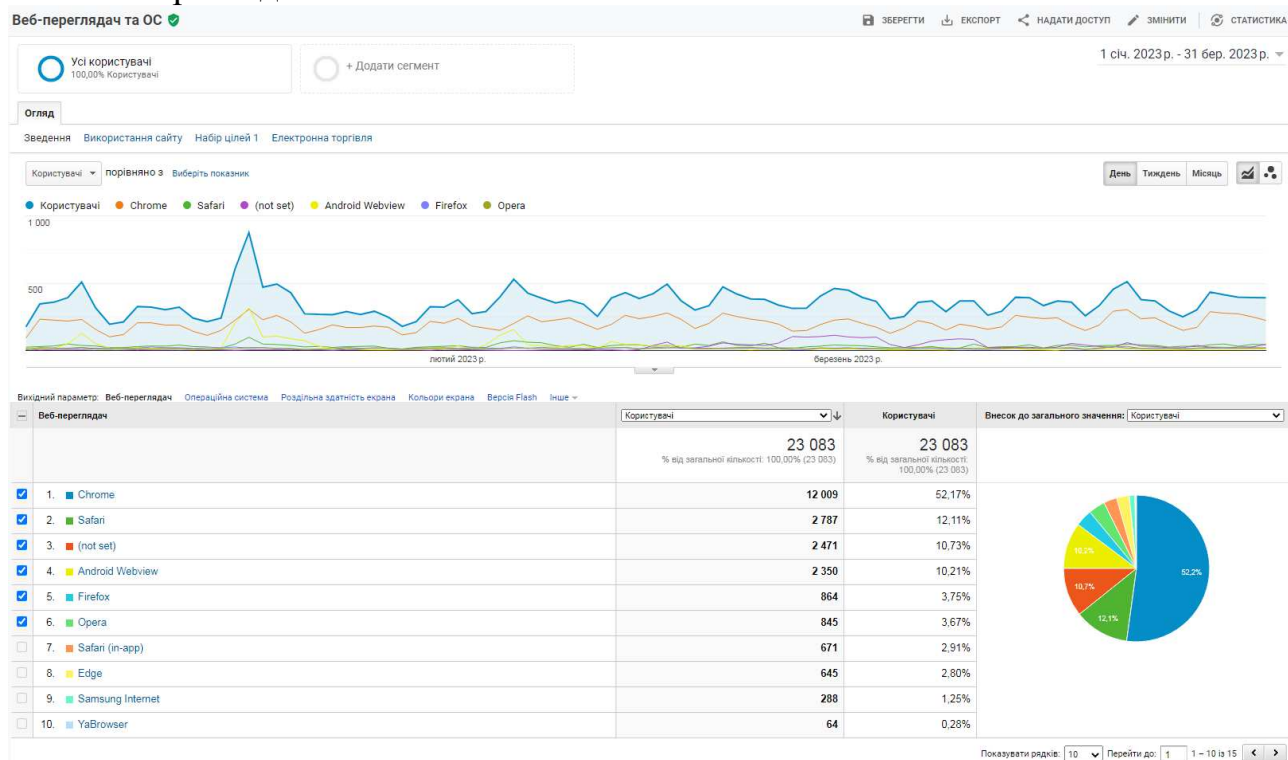 Веб-переглядач та ОС
ЗБЕРЕГТИ ЕКСПОРТ НАДАТИ ДОСТУП ЗМІНИТИ СТАТИСТИКА
1 січ. 2023 р. - 31 бер. 2023 р.
Усі користувачі
100,00% Користувачі
+ Додати сегмент
Огляд
Зведення Використання сайту Набір цілей 1 Електронна торгівля
Користувачі порівняно з Виберіть показник
День Тиждень Місяць
Користувачі Chrome Safari (not set) Android Webview Firefox Opera
1 000
500
лютий 2023 р. березень 2023 р.
Вихідний параметр: Веб-переглядач Операційна система Роздільна здатність екрана Кольори екрана Версія Flash Інше
Веб-переглядач Користувачі Користувачі Внесок до загального значення: Користувачі
23 083 23 083
% від загальної кількості: 100,00% (23 083) % від загальної кількості: 100,00% (23 083)
1. Chrome 12 009 52,17%
2. Safari 2 787 12,11%
3. (not set) 2 471 10,73%
4. Android Webview 2 350 10,21%
5. Firefox 864 3,75%
6. Opera 845 3,67%
7. Safari (in-app) 671 2,91%
8. Edge 645 2,80%
9. Samsung Internet 288 1,25%
10. YaBrowser 64 0,28%
10,2%
52,2%
10,7%
12,1%
Показувати рядків: 10 Перейти до: 1 1 – 10 із 15